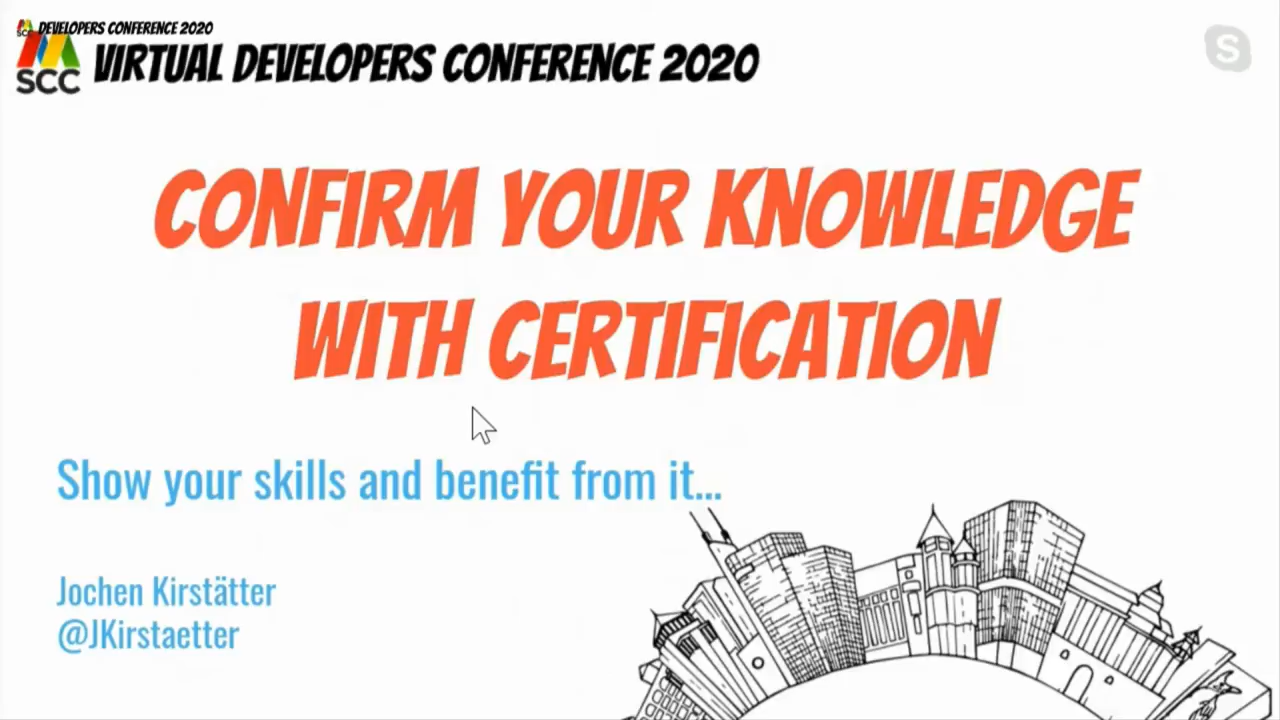 DEVELOPERS CONFERENCE 2020
SCC
VIRTUAL DEVELOPERS CONFERENCE 2020
SCC
S
CONFIRM YOUR KNOWLEDGE
WITH CERTIFICATION
Show your skills and benefit from it...
Jochen Kirstätter
@JKirstaetter